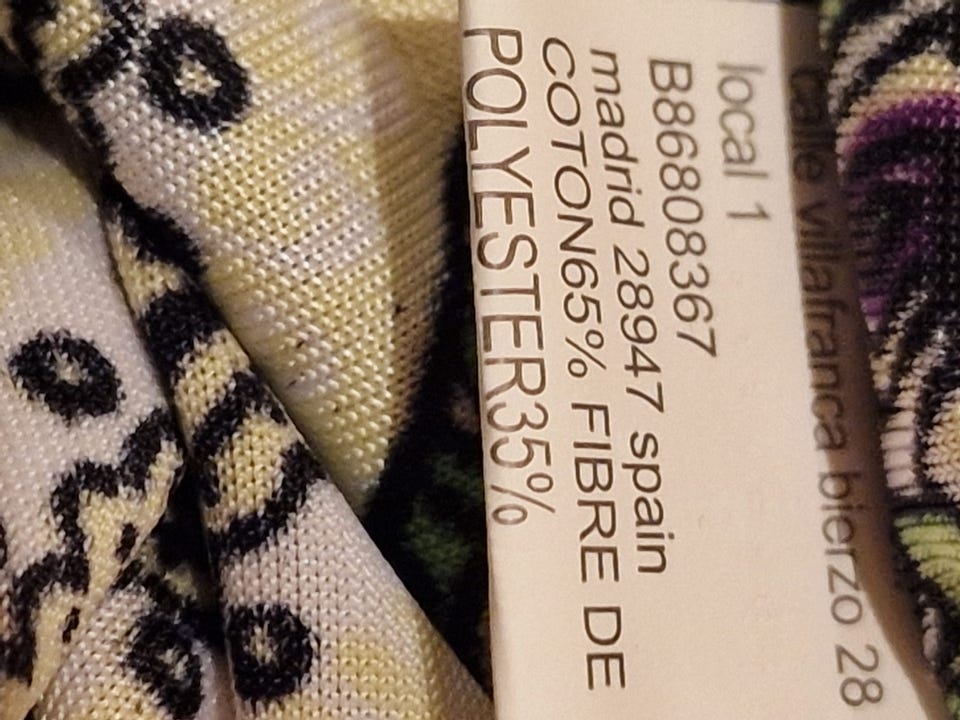 calle villafranca bierzo 28
local 1
B86808367
madrid 28947 spain
COTON65% FIBRE DE
POLYESTER35%